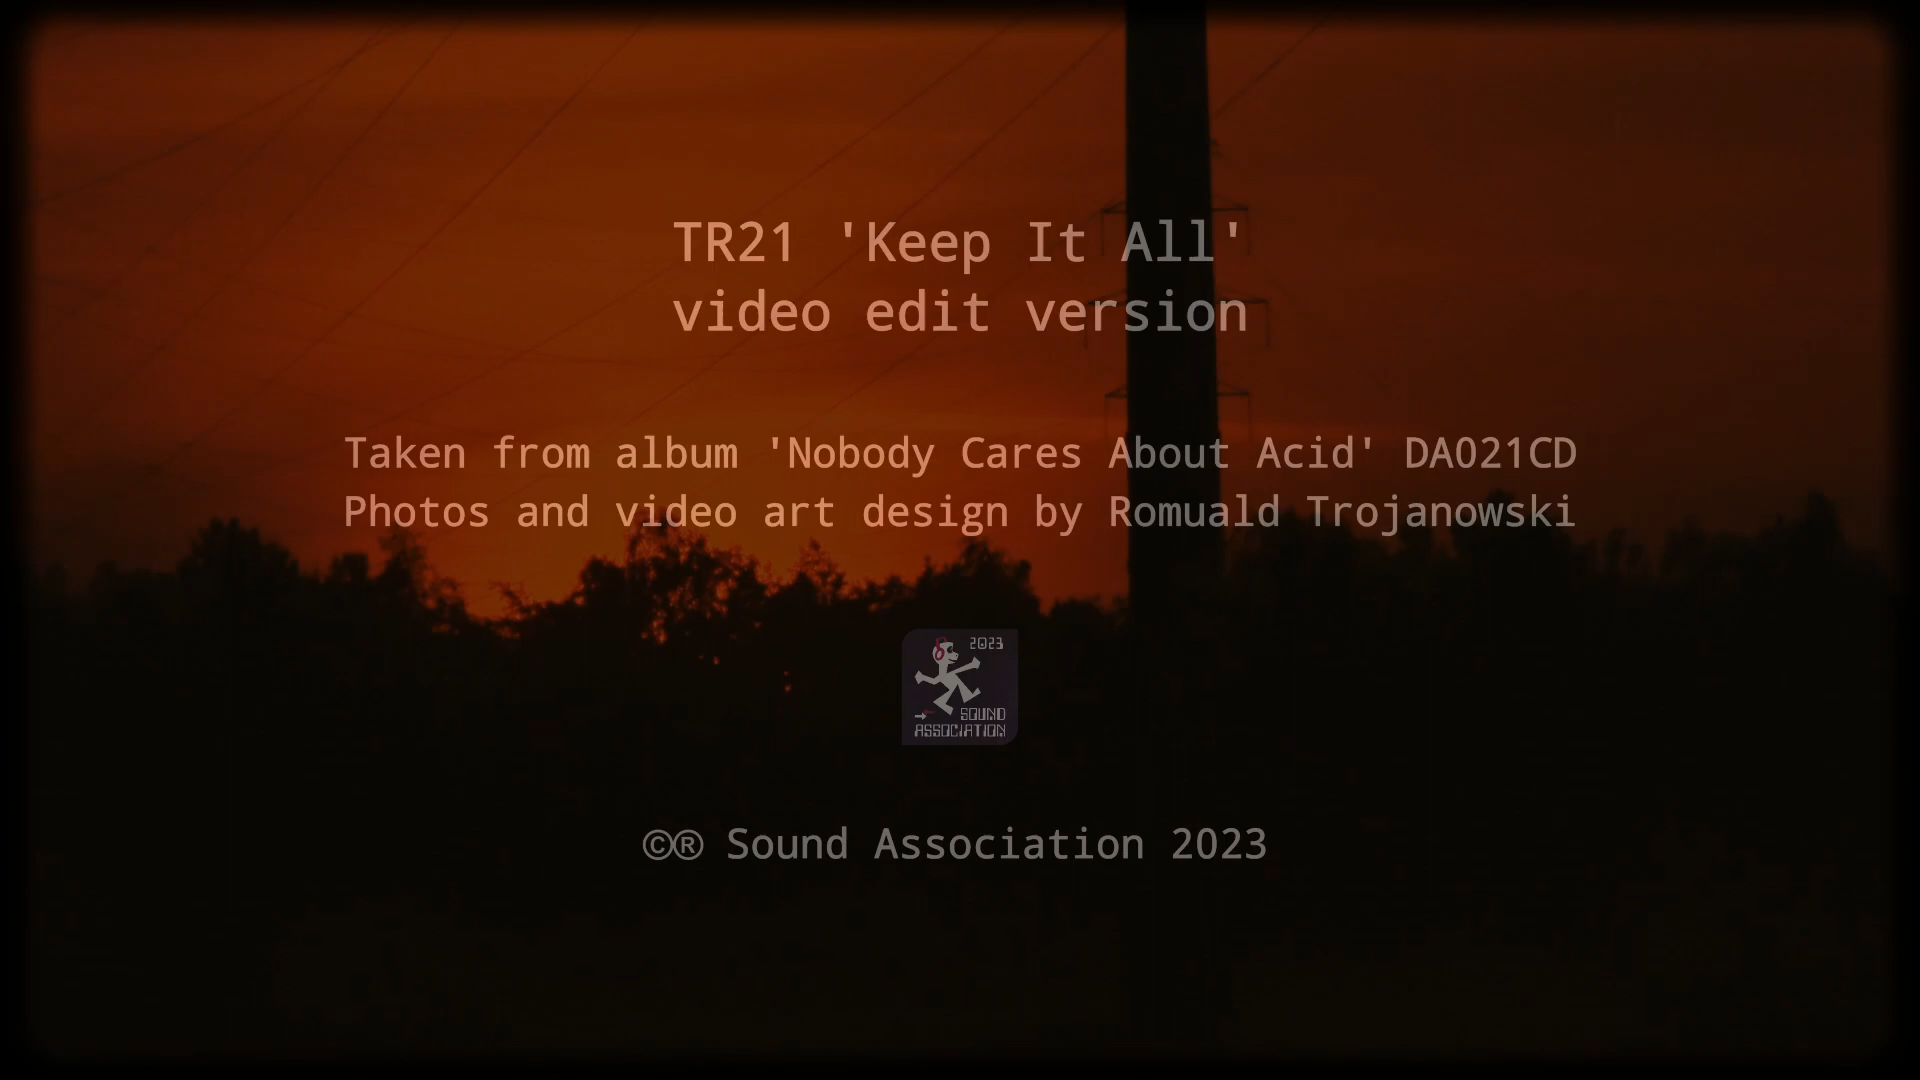 TR21 'Keep It All'
video edit version
Taken from album 'Nobody Cares About Acid' DA021CD
Photos and video art design by Romuald Trojanowski
2023
SOUND
ASSOCIATION
©® Sound Association 2023